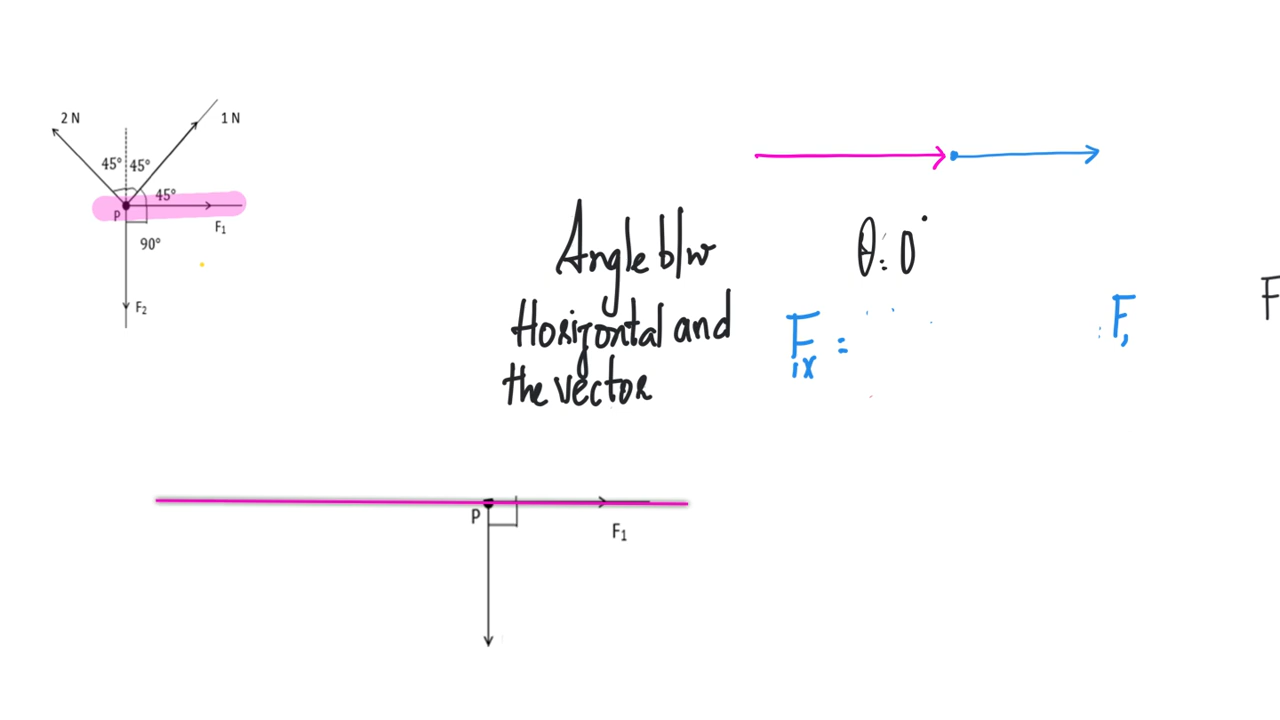 2 N
1 N
45° 45°
45°
P
F₁
90°
F₂
Angle b/w
Horizontal and
the vector
θ: 0°
F₁ₓ =
: F₁
F
P
F₁